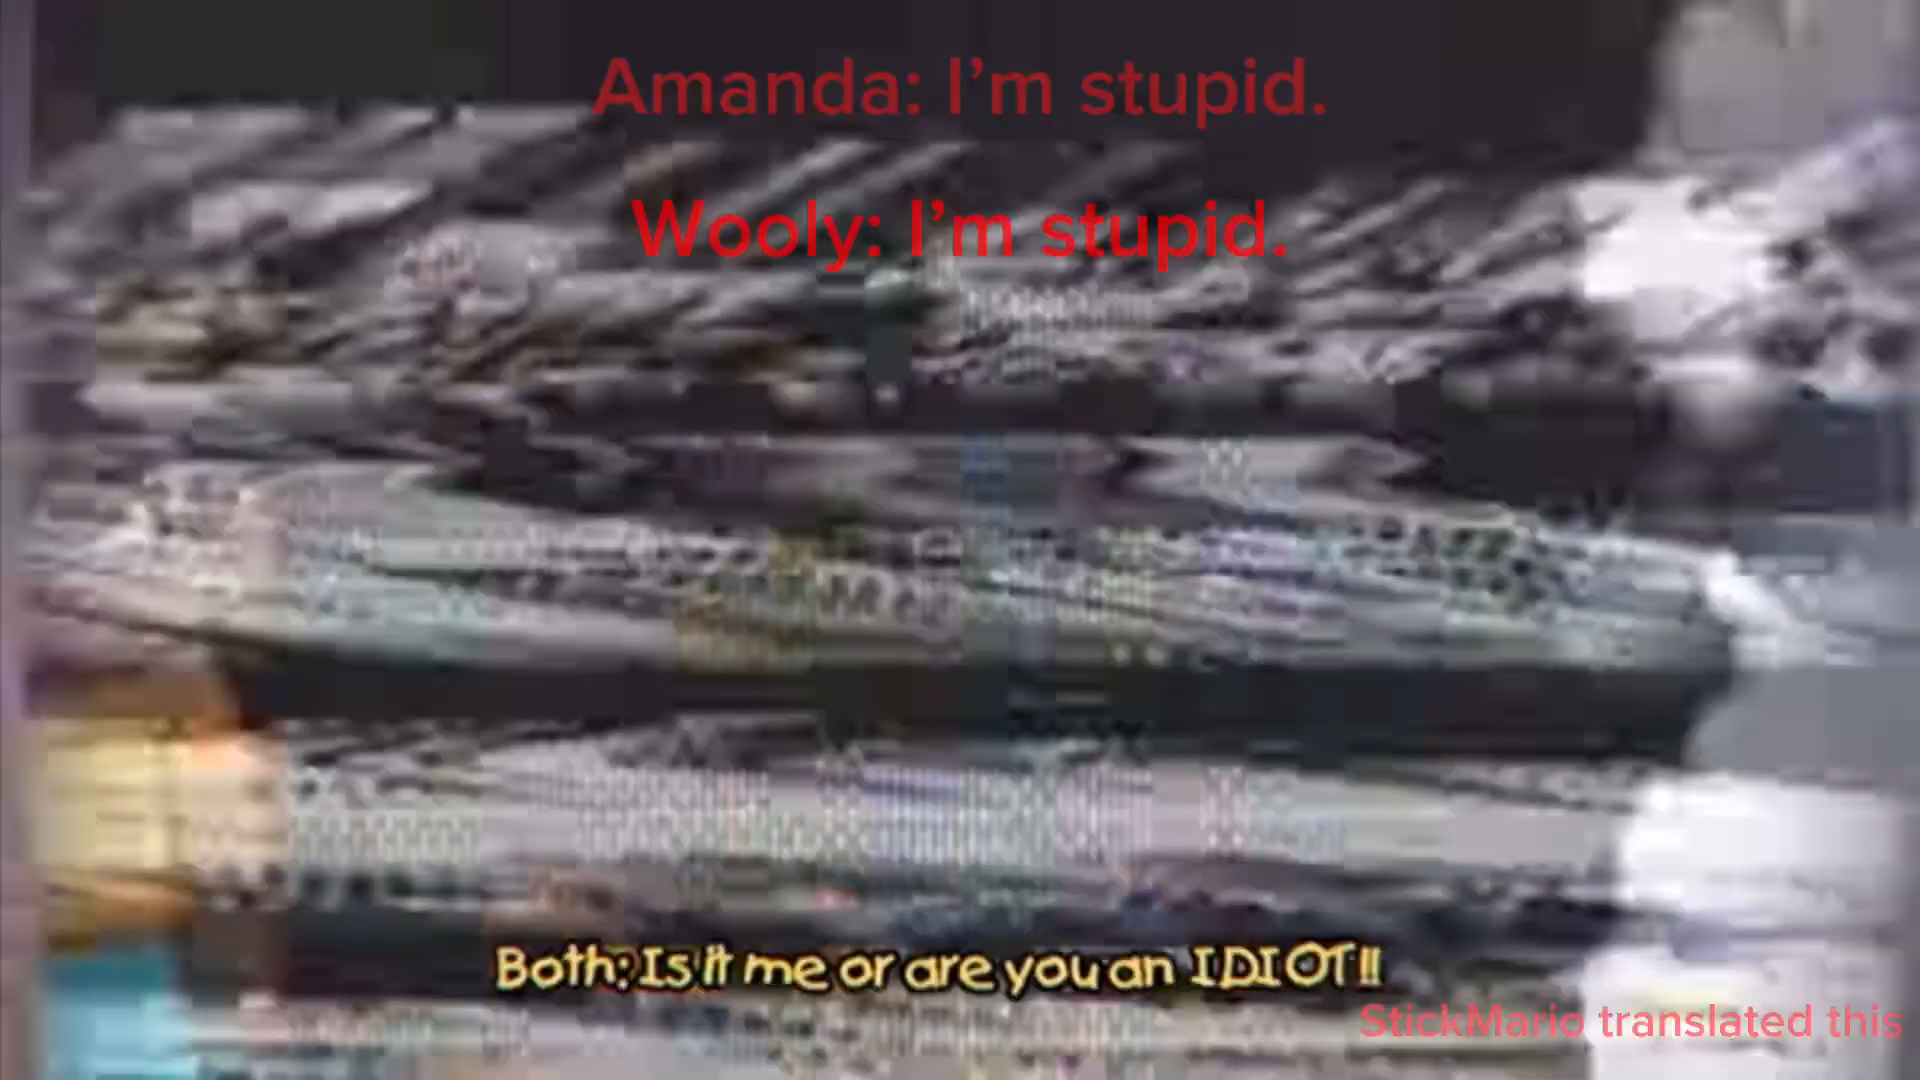 Amanda: I’m stupid.
Wooly: I’m stupid.
Both: Is it me or are you an IDIOT!!
StickMario translated this